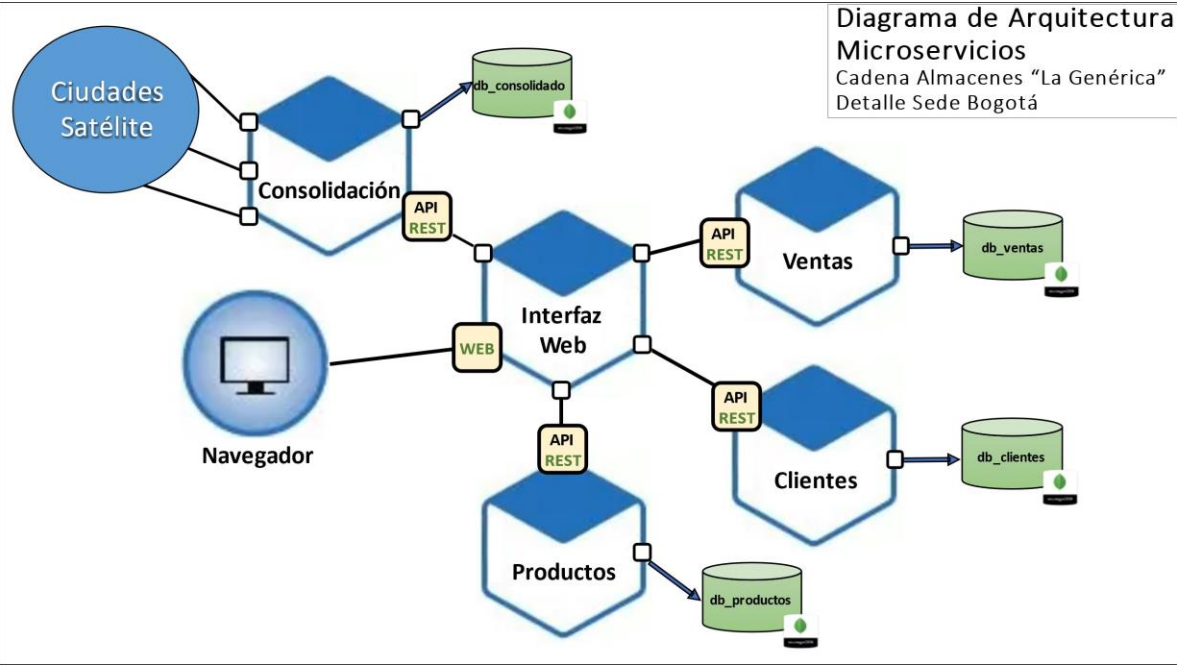 Diagrama de Arquitectura
Microservicios
Cadena Almacenes “La Genérica”
Detalle Sede Bogotá
Ciudades
Satélite
db_consolidado
Consolidación
API
REST
API
REST
Ventas
db_ventas
Interfaz
Web
WEB
Navegador
API
REST
Clientes
db_clientes
API
REST
Productos
db_productos